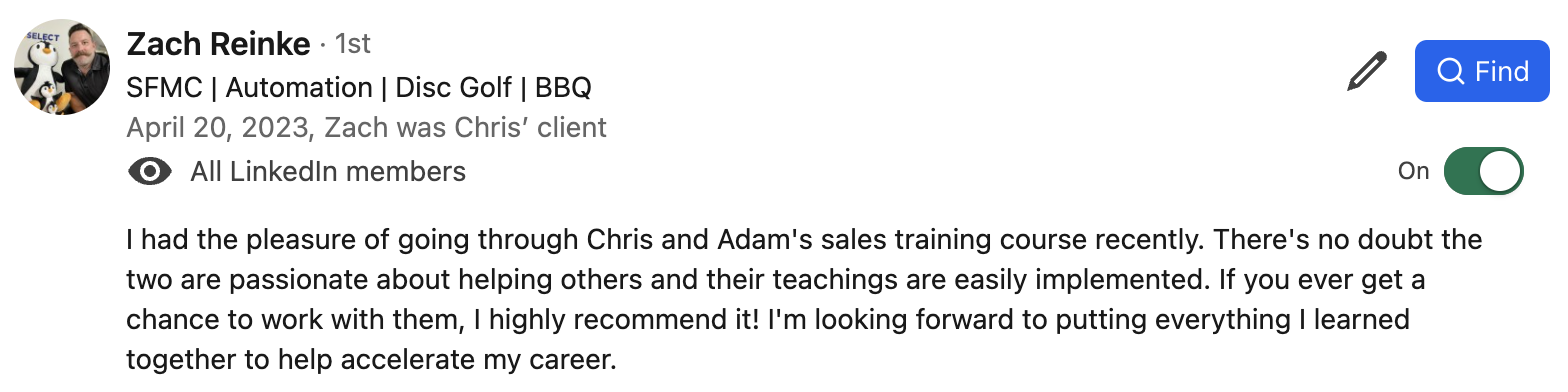 SELECT
Zach Reinke · 1st
SFMC | Automation | Disc Golf | BBQ
Find
April 20, 2023, Zach was Chris’ client
All LinkedIn members
On
I had the pleasure of going through Chris and Adam's sales training course recently. There's no doubt the
two are passionate about helping others and their teachings are easily implemented. If you ever get a
chance to work with them, I highly recommend it! I'm looking forward to putting everything I learned
together to help accelerate my career.